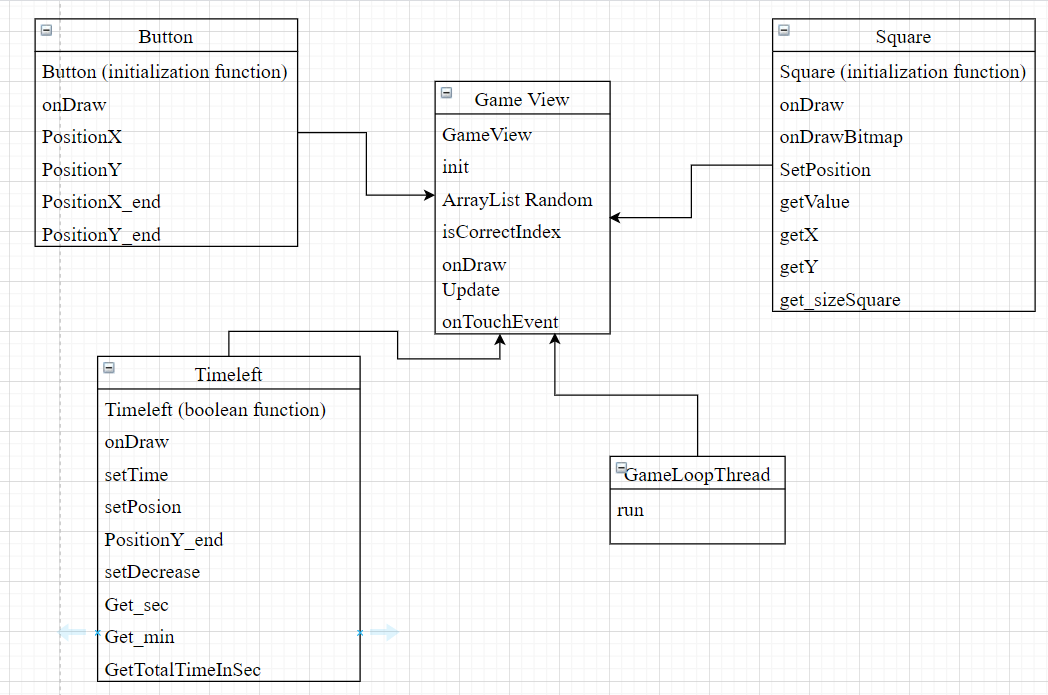 Button
Button (initialization function)
onDraw
PositionX
PositionY
PositionX_end
PositionY_end
Game View
GameView
init
ArrayList Random
isCorrectIndex
onDraw
Update
onTouchEvent
Square
Square (initialization function)
onDraw
onDrawBitmap
SetPosition
getValue
getX
getY
get_sizeSquare
Timeleft
Timeleft (boolean function)
onDraw
setTime
setPosion
PositionY_end
setDecrease
Get_sec
Get_min
GetTotalTimeInSec
GameLoopThread
run